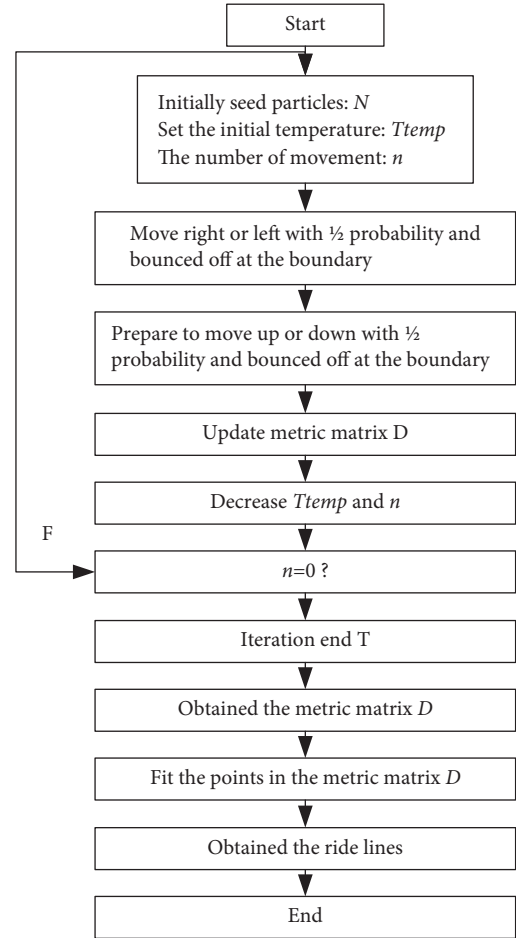 Start
Initially seed particles: N
Set the initial temperature: Ttemp
The number of movement: n
Move right or left with ½ probability and
bounced off at the boundary
Prepare to move up or down with ½
probability and bounced off at the boundary
Update metric matrix D
Decrease Ttemp and n
F
n=0 ?
Iteration end T
Obtained the metric matrix D
Fit the points in the metric matrix D
Obtained the ride lines
End